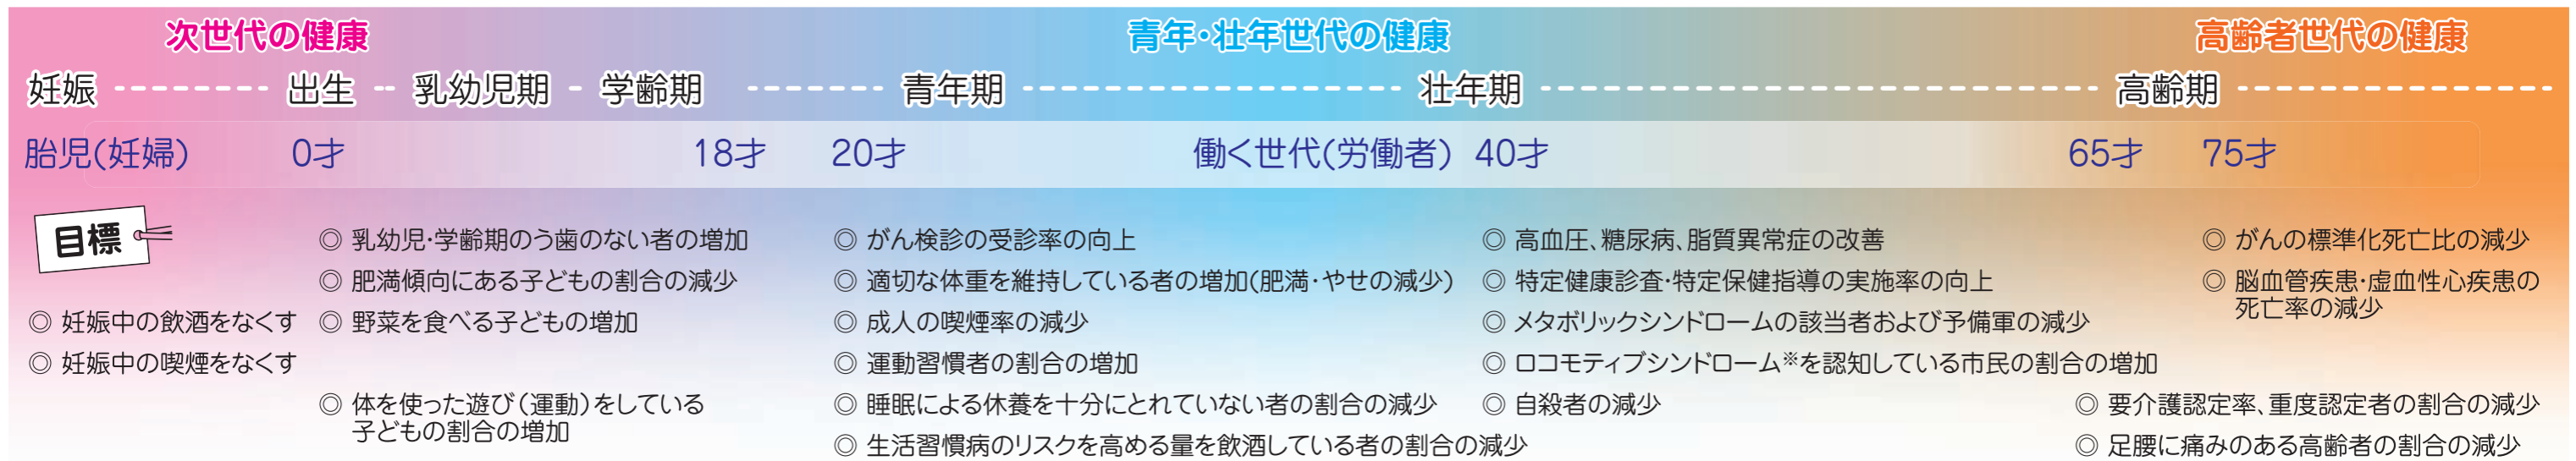 次世代の健康
青年・壮年世代の健康
高齢者世代の健康
妊娠 出生 乳幼児期 学齢期 青年期 壮年期 高齢期
胎児(妊婦) 0才 18才 20才 働く世代(労働者) 40才 65才 75才
目標
◎ 妊娠中の飲酒をなくす
◎ 妊娠中の喫煙をなくす
◎ 乳幼児・学齢期のう歯のない者の増加
◎ 肥満傾向にある子どもの割合の減少
◎ 野菜を食べる子どもの増加
◎ 体を使った遊び（運動）をしている
子どもの割合の増加
◎ がん検診の受診率の向上
◎ 適切な体重を維持している者の増加(肥満・やせの減少)
◎ 成人の喫煙率の減少
◎ 運動習慣者の割合の増加
◎ 睡眠による休養を十分にとれていない者の割合の減少
◎ 生活習慣病のリスクを高める量を飲酒している者の割合の減少
◎ 高血圧、糖尿病、脂質異常症の改善
◎ 特定健康診査・特定保健指導の実施率の向上
◎ メタボリックシンドロームの該当者および予備軍の減少
◎ ロコモティブシンドローム※を認知している市民の割合の増加
◎ 自殺者の減少
◎ がんの標準化死亡比の減少
◎ 脳血管疾患・虚血性心疾患の
死亡率の減少
◎ 要介護認定率、重度認定者の割合の減少
◎ 足腰に痛みのある高齢者の割合の減少